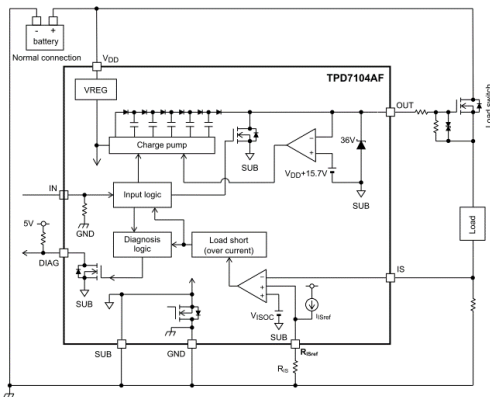 - +
battery
Normal connection
VDD
TPD7104AF
VREG
OUT
Load switch
Charge pump
36V
SUB
VDD+15.7V
SUB
IN
Input logic
GND
5V
Load
Diagnosis
logic
Load short
(over current)
DIAG
IS
SUB
VISOC
IISref
SUB
SUB
GND
RISref
RIS